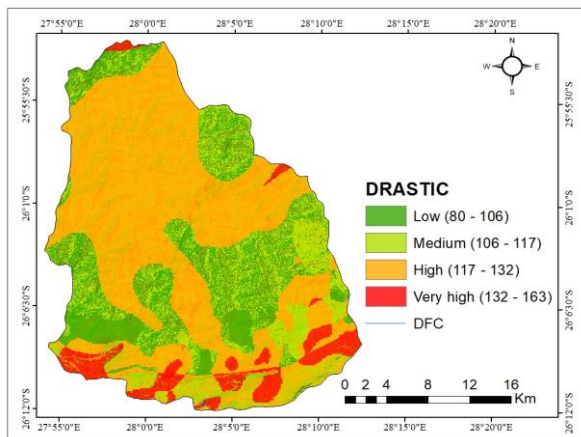 27°55'0"E 28°0'0"E 28°5'0"E 28°10'0"E 28°15'0"E 28°20'0"E
N
W E
S
25°55'30"S 25°55'30"S
26°1'0"S 26°1'0"S
DRASTIC
Low (80 - 106)
Medium (106 - 117)
High (117 - 132)
Very high (132 - 163)
DFC
26°6'30"S 26°6'30"S
0 2 4 8 12 16
Km
26°12'0"S 26°12'0"S
27°55'0"E 28°0'0"E 28°5'0"E 28°10'0"E 28°15'0"E 28°20'0"E